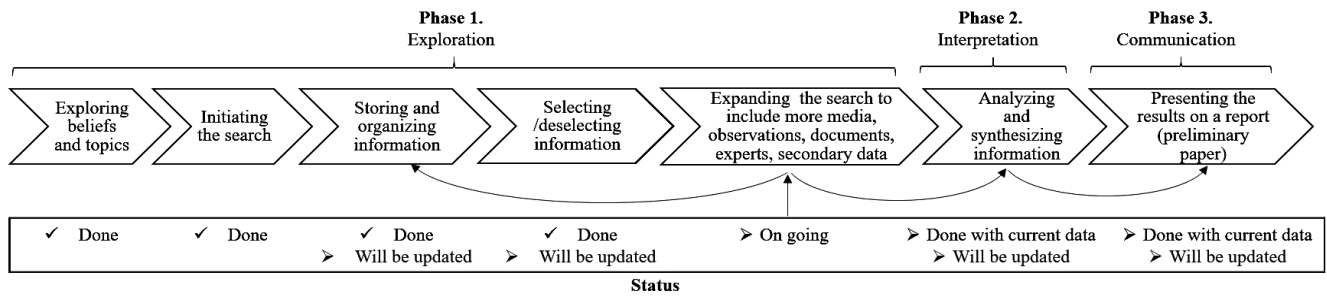 Phase 1.
Exploration
Phase 2.
Interpretation
Phase 3.
Communication
Exploring
beliefs
and topics
Initiating
the search
Storing and
organizing
information
Selecting
/deselecting
information
Expanding the search to
include more media,
observations, documents,
experts, secondary data
Analyzing
and
synthesizing
information
Presenting the
results on a report
(preliminary
paper)
✓ Done
✓ Done
✓ Done
➢ Will be updated
✓ Done
➢ Will be updated
➢ On going
➢ Done with current data
➢ Will be updated
➢ Done with current data
➢ Will be updated
Status